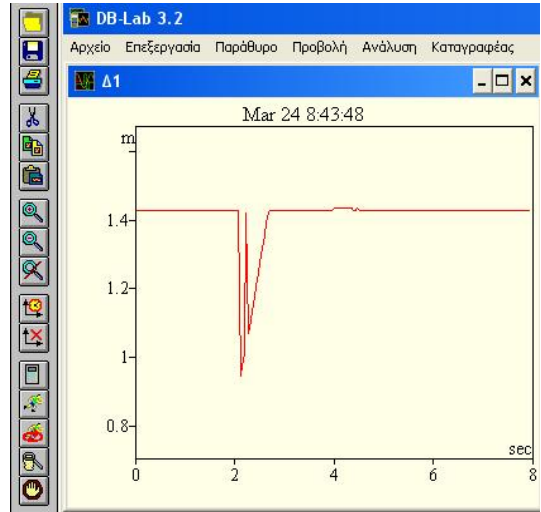 DB-Lab 3.2
Αρχείο Επεξεργασία Παράθυρο Προβολή Ανάλυση Καταγραφέας
Δ1
Mar 24 8:43:48
m
1.4
1.2
1
0.8
sec
0 2 4 6 8